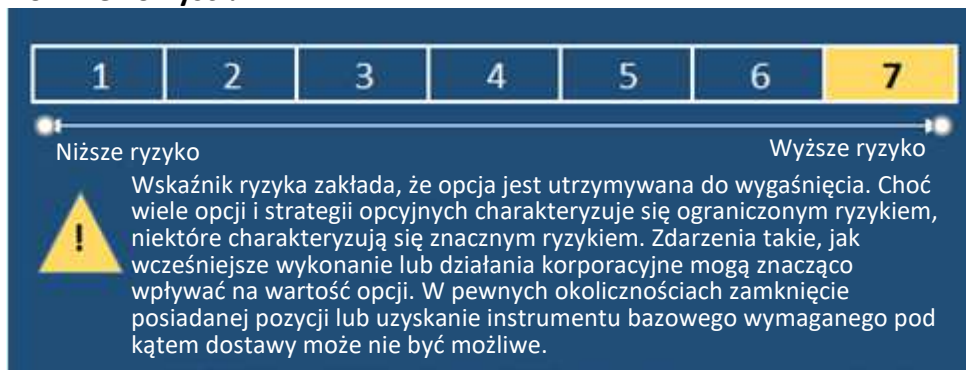 1 2 3 4 5 6 7
Niższe ryzyko Wyższe ryzyko
Wskaźnik ryzyka zakłada, że opcja jest utrzymywana do wygaśnięcia. Choć
wiele opcji i strategii opcyjnych charakteryzuje się ograniczonym ryzykiem,
! niektóre charakteryzują się znacznym ryzykiem. Zdarzenia takie, jak
wcześniejsze wykonanie lub działania korporacyjne mogą znacząco
wpływać na wartość opcji. W pewnych okolicznościach zamknięcie
posiadanej pozycji lub uzyskanie instrumentu bazowego wymaganego pod
kątem dostawy może nie być możliwe.